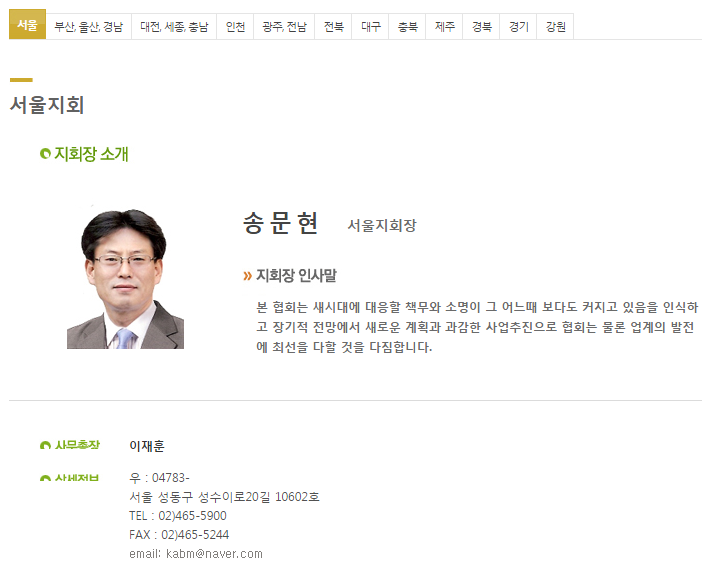 서울 부산, 울산, 경남 대전, 세종, 충남 인천 광주, 전남 전북 대구 충북 제주 경북 경기 강원
서울지회
지회장 소개
송문현 서울지회장
지회장 인사말
본 협회는 새시대에 대응할 책무와 소명이 그 어느때 보다도 커지고 있음을 인식하
고 장기적 전망에서 새로운 계획과 과감한 사업추진으로 협회는 물론 업계의 발전
에 최선을 다할 것을 다짐합니다.
사무총장 이재훈
상세정보 우 : 04783-
서울 성동구 성수이로20길 10602호
TEL : 02)465-5900
FAX : 02)465-5244
email: kabm@naver.com